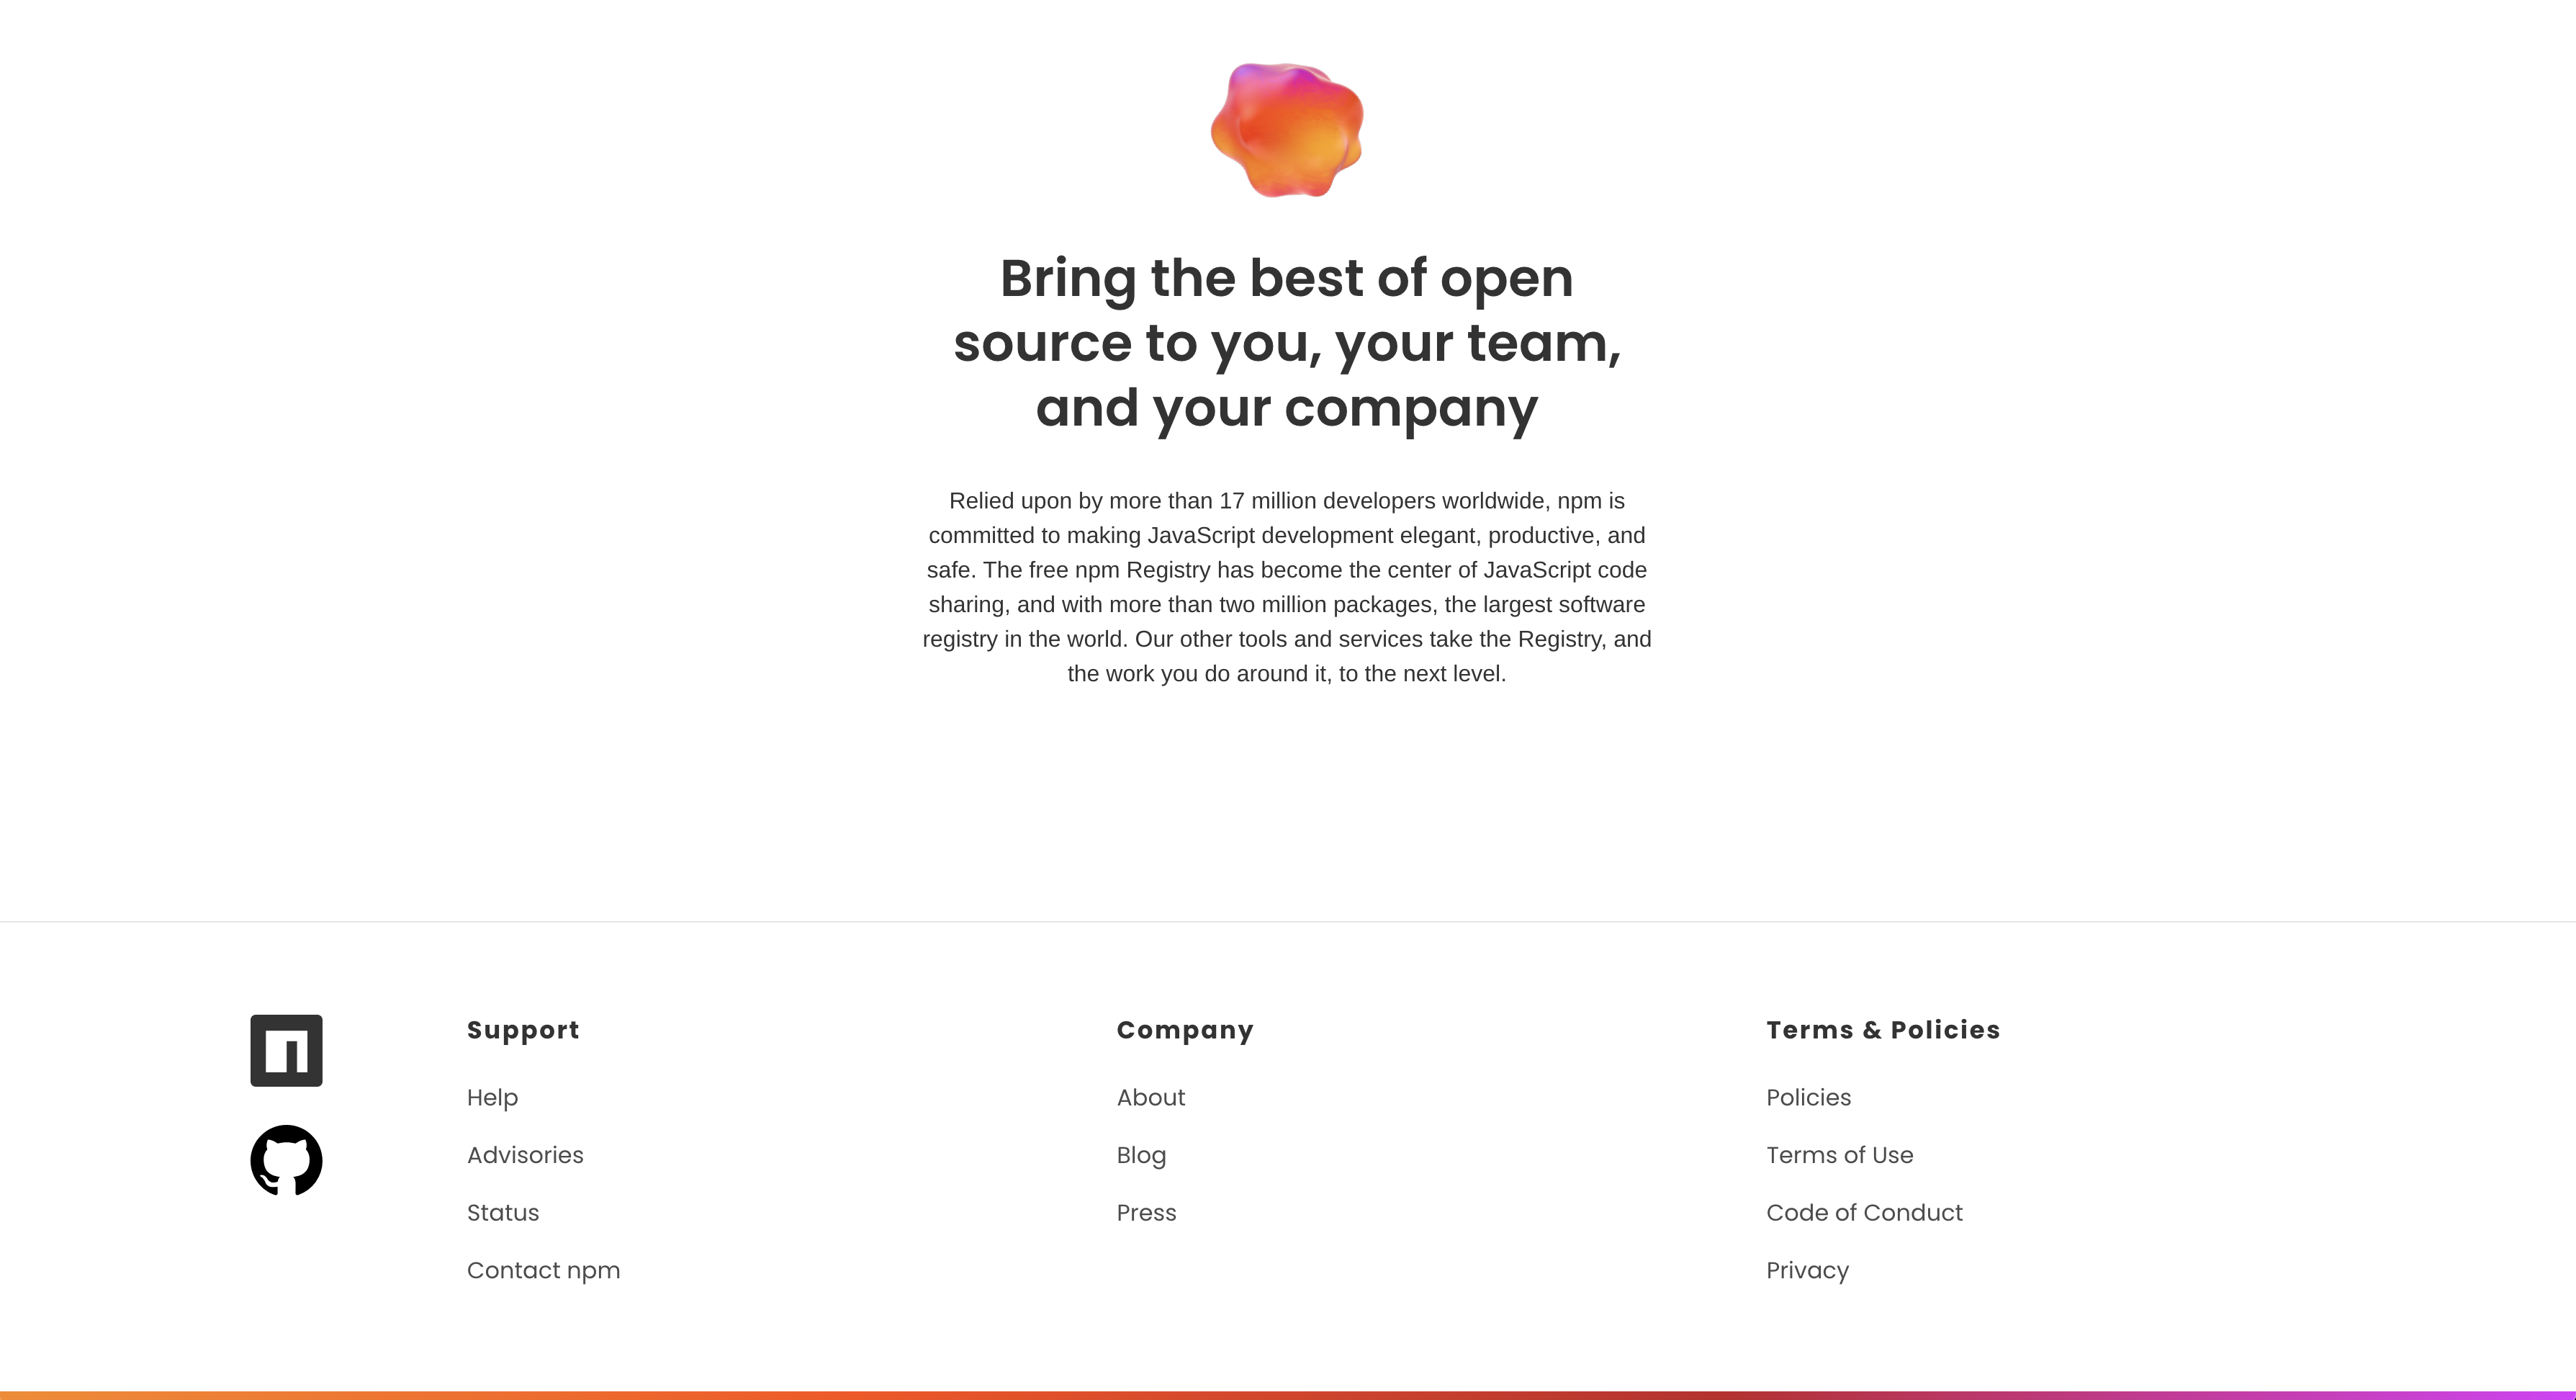 Bring the best of open
source to you, your team,
and your company
Relied upon by more than 17 million developers worldwide, npm is
committed to making JavaScript development elegant, productive, and
safe. The free npm Registry has become the center of JavaScript code
sharing, and with more than two million packages, the largest software
registry in the world. Our other tools and services take the Registry, and
the work you do around it, to the next level.
Support
Help
Advisories
Status
Contact npm
Company
About
Blog
Press
Terms & Policies
Policies
Terms of Use
Code of Conduct
Privacy